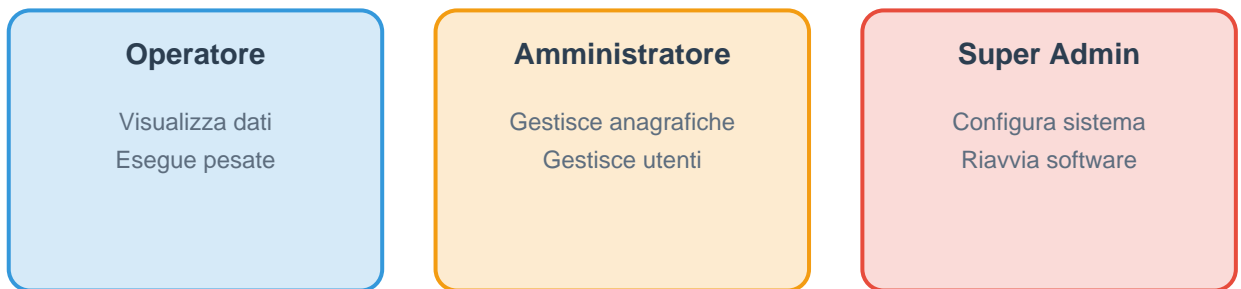 Operatore
Visualizza dati
Esegue pesate
Amministratore
Gestisce anagrafiche
Gestisce utenti
Super Admin
Configura sistema
Riavvia software